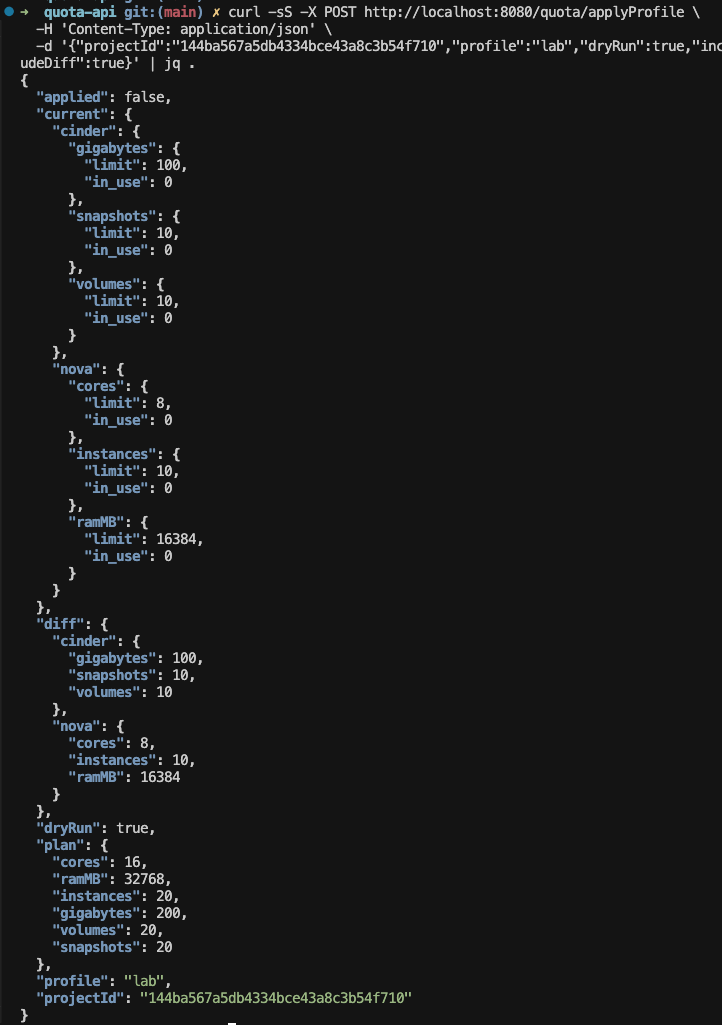 ➜  quota-api git:(main) ✗ curl -sS -X POST http://localhost:8080/quota/applyProfile \
  -H 'Content-Type: application/json' \
  -d '{"projectId":"144ba567a5db4334bce43a8c3b54f710","profile":"lab","dryRun":true,"incl
udeDiff":true}' | jq .
{
  "applied": false,
  "current": {
    "cinder": {
      "gigabytes": {
        "limit": 100,
        "in_use": 0
      },
      "snapshots": {
        "limit": 10,
        "in_use": 0
      },
      "volumes": {
        "limit": 10,
        "in_use": 0
      }
    },
    "nova": {
      "cores": {
        "limit": 8,
        "in_use": 0
      },
      "instances": {
        "limit": 10,
        "in_use": 0
      },
      "ramMB": {
        "limit": 16384,
        "in_use": 0
      }
    }
  },
  "diff": {
    "cinder": {
      "gigabytes": 100,
      "snapshots": 10,
      "volumes": 10
    },
    "nova": {
      "cores": 8,
      "instances": 10,
      "ramMB": 16384
    }
  },
  "dryRun": true,
  "plan": {
    "cores": 16,
    "ramMB": 32768,
    "instances": 20,
    "gigabytes": 200,
    "volumes": 20,
    "snapshots": 20
  },
  "profile": "lab",
  "projectId": "144ba567a5db4334bce43a8c3b54f710"
}